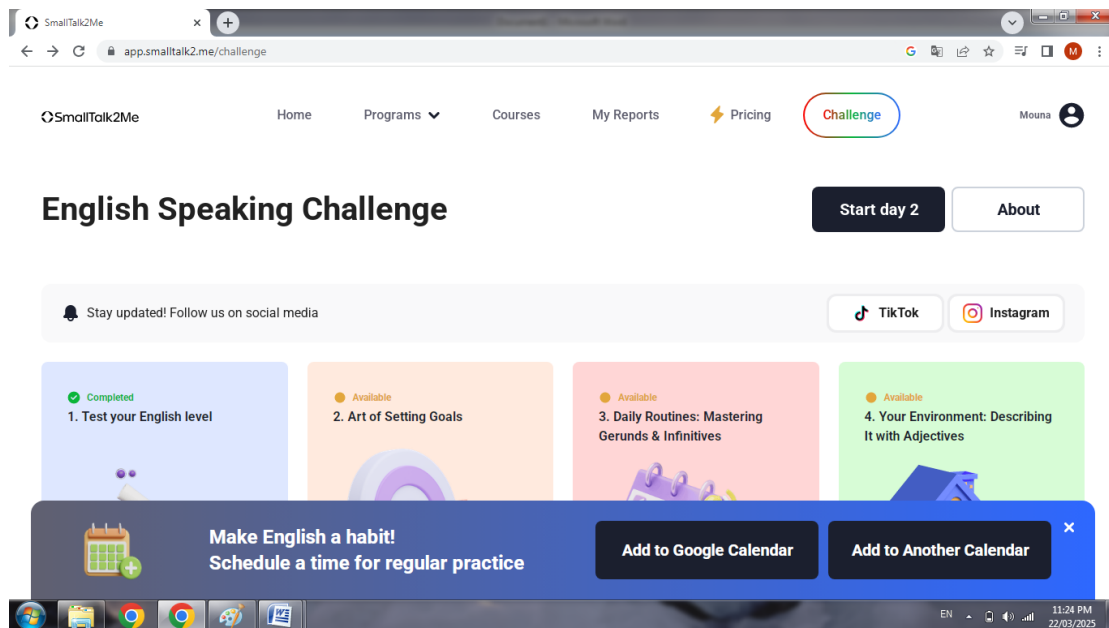 SmallTalk2Me
app.smalltalk2.me/challenge
M
SmallTalk2Me
Home
Programs
Courses
My Reports
Pricing
Challenge
Mouna
English Speaking Challenge
Start day 2
About
Stay updated! Follow us on social media
TikTok
Instagram
Completed
1. Test your English level
Available
2. Art of Setting Goals
Available
3. Daily Routines: Mastering
Gerunds & Infinitives
Available
4. Your Environment: Describing
It with Adjectives
Make English a habit!
Schedule a time for regular practice
Add to Google Calendar
Add to Another Calendar
EN
11:24 PM
22/03/2025